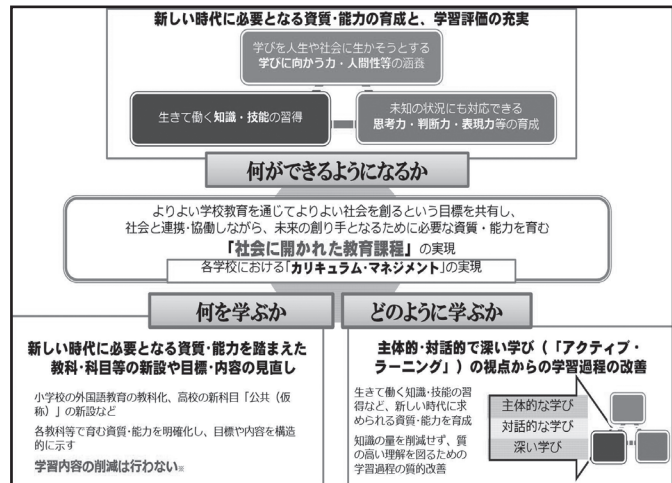 新しい時代に必要となる資質・能力の育成と、学習評価の充実
学びを人生や社会に生かそうとする
学びに向かう力・人間性等の涵養
生きて働く知識・技能の習得
未知の状況にも対応できる
思考力・判断力・表現力等の育成
何ができるようになるか
よりよい学校教育を通じてよりよい社会を創るという目標を共有し、
社会と連携・協働しながら、未来の創り手となるために必要な資質・能力を育む
「社会に開かれた教育課程」の実現
各学校における「カリキュラム・マネジメント」の実現
何を学ぶか
新しい時代に必要となる資質・能力を踏まえた
教科・科目等の新設や目標・内容の見直し
小学校の外国語教育の教科化、高校の新科目「公共（仮
称）」の新設など
各教科等で育む資質・能力を明確化し、目標や内容を構造
的に示す
学習内容の削減は行わない※
どのように学ぶか
主体的・対話的で深い学び（「アクティブ・
ラーニング」）の視点からの学習過程の改善
生きて働く知識・技能の習
得など、新しい時代に求
められる資質・能力を育成
知識の量を削減せず、質
の高い理解を図るための
学習過程の質的改善
主体的な学び
対話的な学び
深い学び